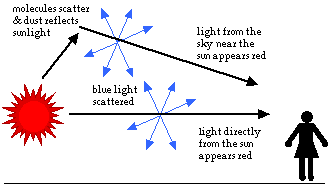 molecules scatter
& dust reflects
sunlight
light from the
sky near the
sun appears red
blue light
scattered
light directly
from the sun
appears red